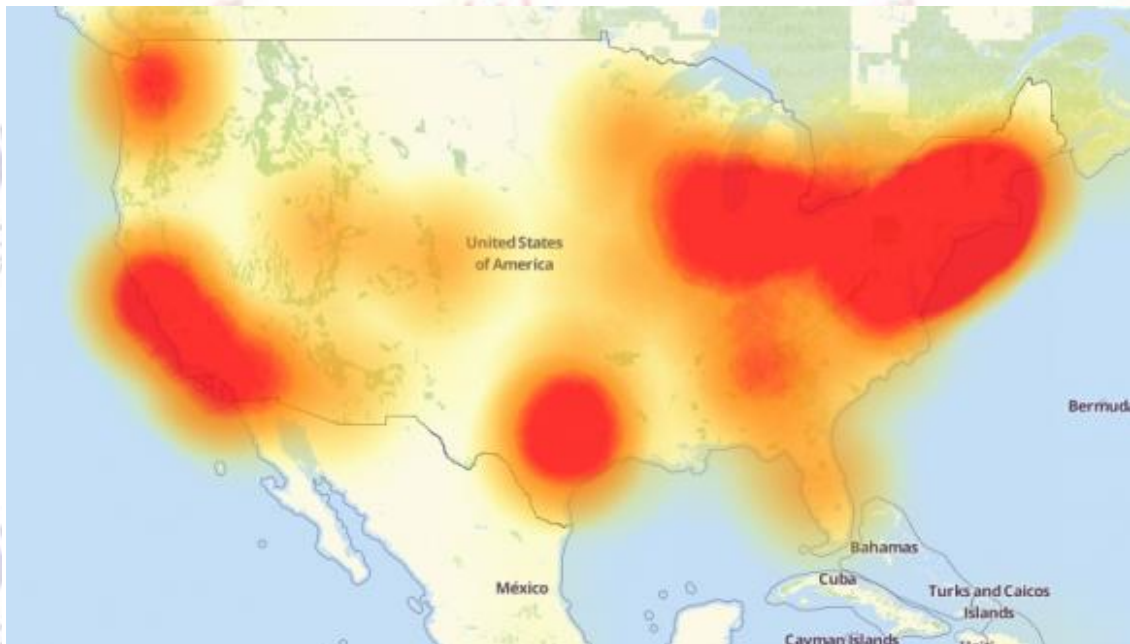 United States
of America
Bermuda
Bahamas
Cuba
México
Turks and Caicos
Islands
Cayman Islands